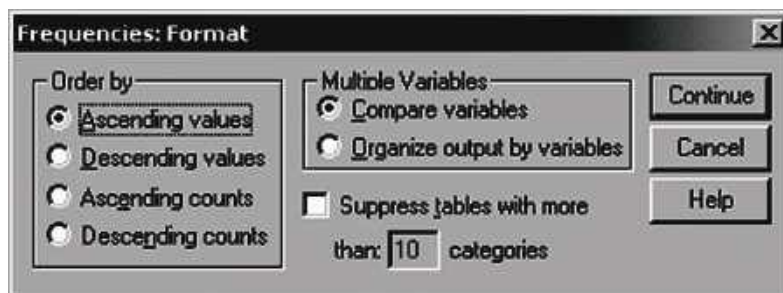 Frequencies: Format
Order by
Ascending values
Descending values
Ascending counts
Descending counts
Multiple Variables
Compare variables
Organize output by variables
Suppress tables with more
than: 10 categories
Continue
Cancel
Help